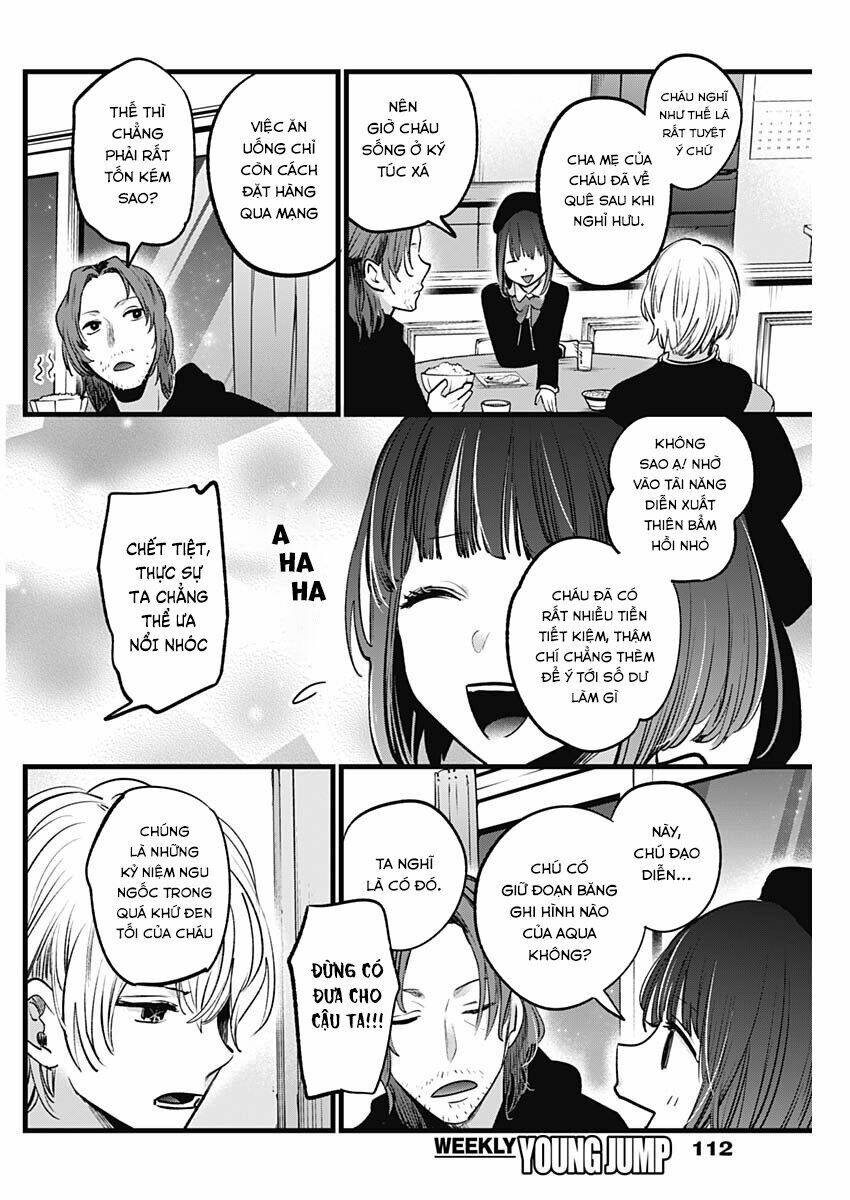 CHÁU NGHĨ
NHƯ THẾ LÀ
RẤT TUYỆT
Ý CHỨ
CHA MẸ CỦA
CHÁU ĐÃ VỀ
QUÊ SAU KHI
NGHỈ HƯU.
NÊN
GIỜ CHÁU
SỐNG Ở KÝ
TÚC XÁ
VIỆC ĂN
UỐNG CHỈ
CÒN CÁCH
ĐẶT HÀNG
QUA MẠNG
THẾ THÌ
CHẲNG
PHẢI RẤT
TỐN KÉM
SAO?
KHÔNG
SAO Ạ! NHỜ
VÀO TÀI NĂNG
DIỄN XUẤT
THIÊN BẨM
HỒI NHỎ
CHÁU ĐÃ CÓ
RẤT NHIỀU TIỀN
TIẾT KIỆM, THẬM
CHÍ CHẲNG THÈM
ĐỂ Ý TỚI SỐ DƯ
LÀM GÌ
A
HA
HA
CHẾT TIỆT,
THỰC SỰ
TA CHẲNG
THỂ ƯA
NỔI NHÓC
NÀY,
CHÚ ĐẠO
DIỄN...
CHÚ CÓ
GIỮ ĐOẠN BĂNG
GHI HÌNH NÀO
CỦA AQUA
KHÔNG?
TA NGHĨ
LÀ CÓ ĐÓ.
ĐỪNG CÓ
ĐƯA CHO
CẬU TA!!!
CHÚNG
LÀ NHỮNG
KỶ NIỆM NGU
NGỐC TRONG
QUÁ KHỨ ĐEN
TỐI CỦA CHÁU
WEEKLY YOUNG JUMP 112